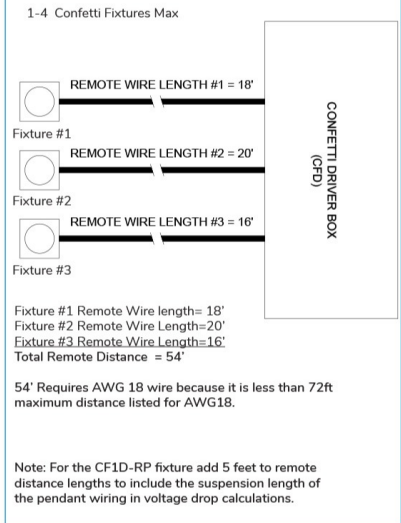 1-4 Confetti Fixtures Max
REMOTE WIRE LENGTH #1 = 18'
Fixture #1
REMOTE WIRE LENGTH #2 = 20'
Fixture #2
REMOTE WIRE LENGTH #3 = 16'
Fixture #3
CONFETTI DRIVER BOX
(CFD)
Fixture #1 Remote Wire length= 18'
Fixture #2 Remote Wire Length=20'
Fixture #3 Remote Wire Length=16'
Total Remote Distance = 54'
54' Requires AWG 18 wire because it is less than 72ft
maximum distance listed for AWG18.
Note: For the CF1D-RP fixture add 5 feet to remote
distance lengths to include the suspension length of
the pendant wiring in voltage drop calculations.